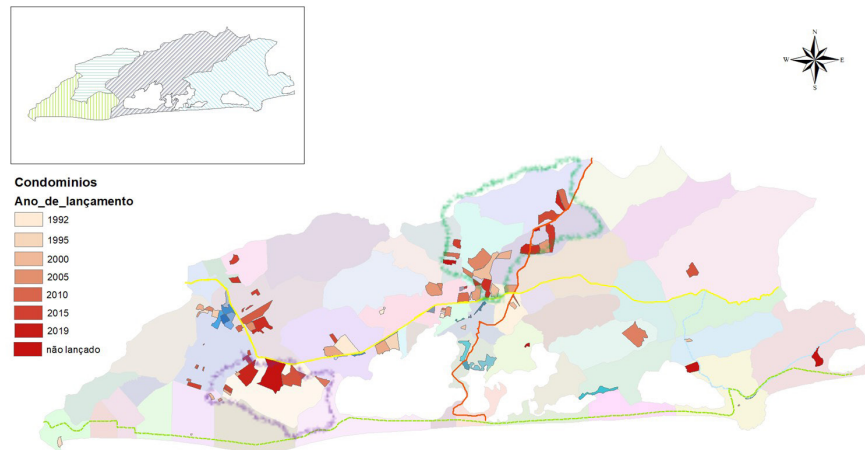 N
W
E
S
Condominios
Ano_de_lançamento
1992
1995
2000
2005
2010
2015
2019
não lançado